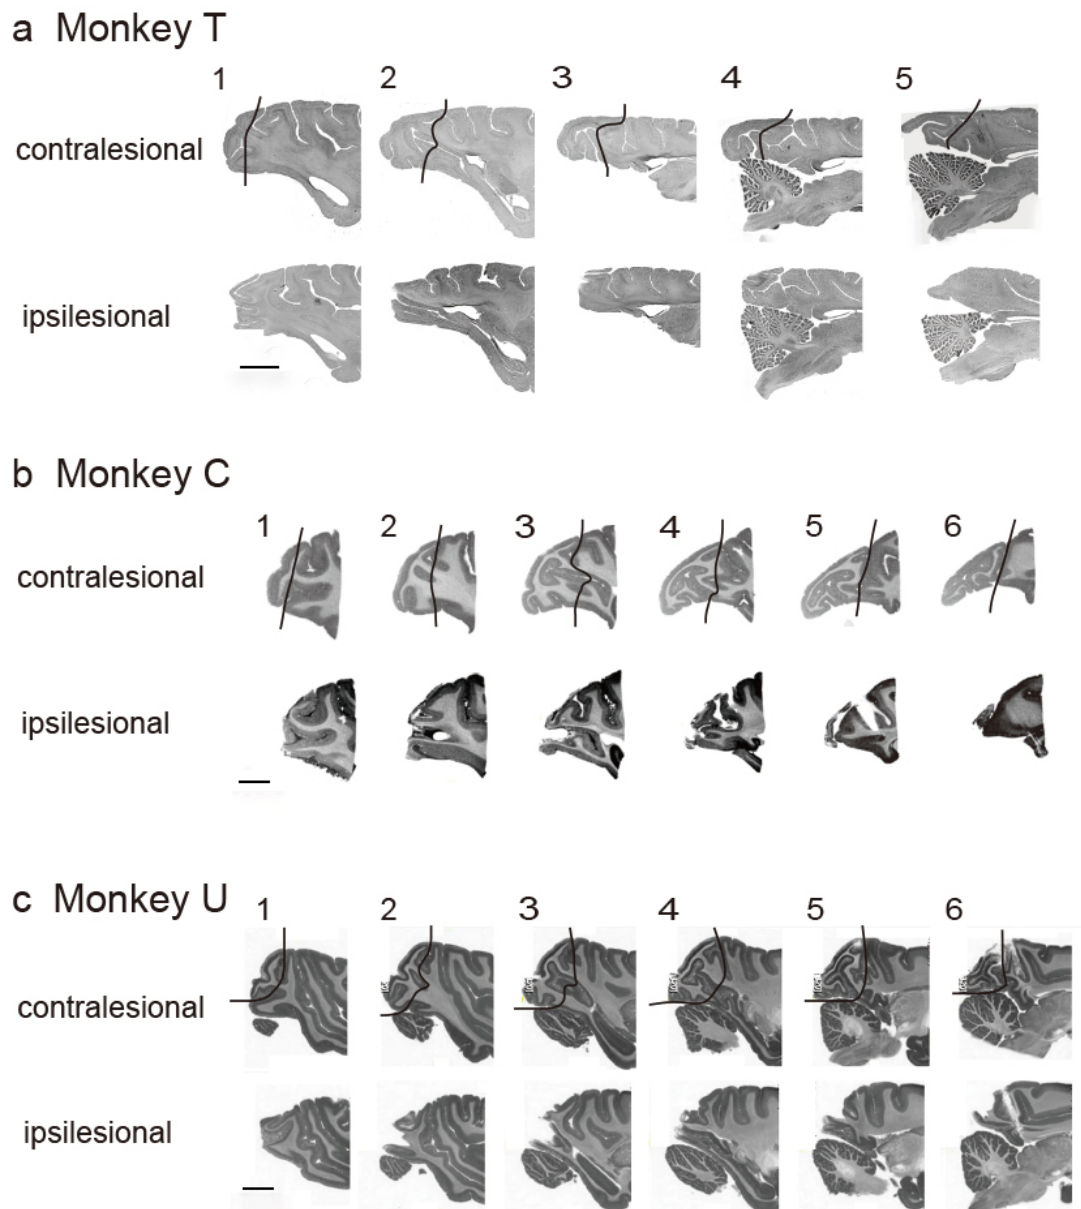 a Monkey T
1 2 3 4 5
contralesional
ipsilesional
b Monkey C
1 2 3 4 5 6
contralesional
ipsilesional
c Monkey U
1 2 3 4 5 6
contralesional
ipsilesional